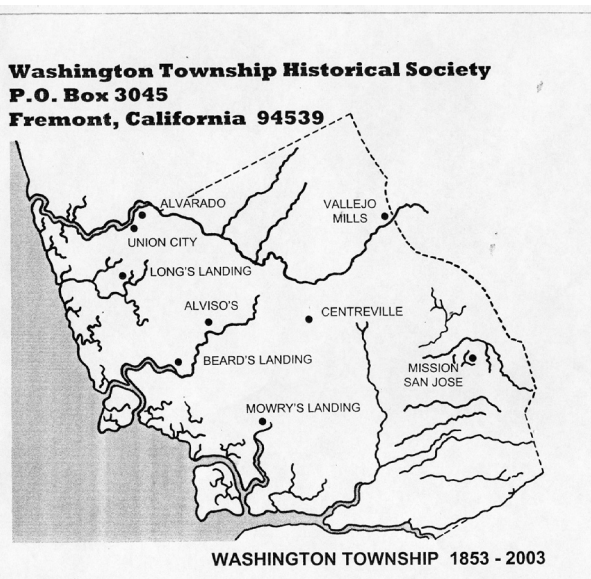 Washington Township Historical Society
P.O. Box 3045
Fremont, California 94539
ALVARADO
VALLEJO
MILLS
UNION CITY
LONG'S LANDING
ALVISO'S
CENTREVILLE
BEARD'S LANDING
MISSION
SAN JOSE
MOWRY'S LANDING
WASHINGTON TOWNSHIP 1853 - 2003